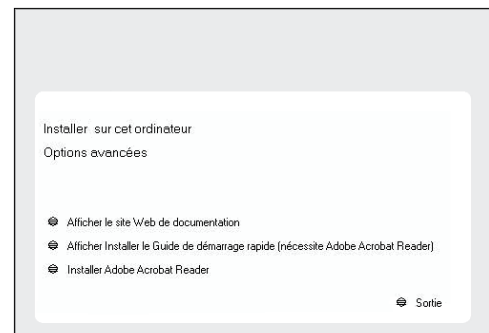 Installer sur cet ordinateur
Options avancées
Afficher le site Web de documentation
Afficher Installer le Guide de démarrage rapide (nécessite Adobe Acrobat Reader)
Installer Adobe Acrobat Reader
Sortie